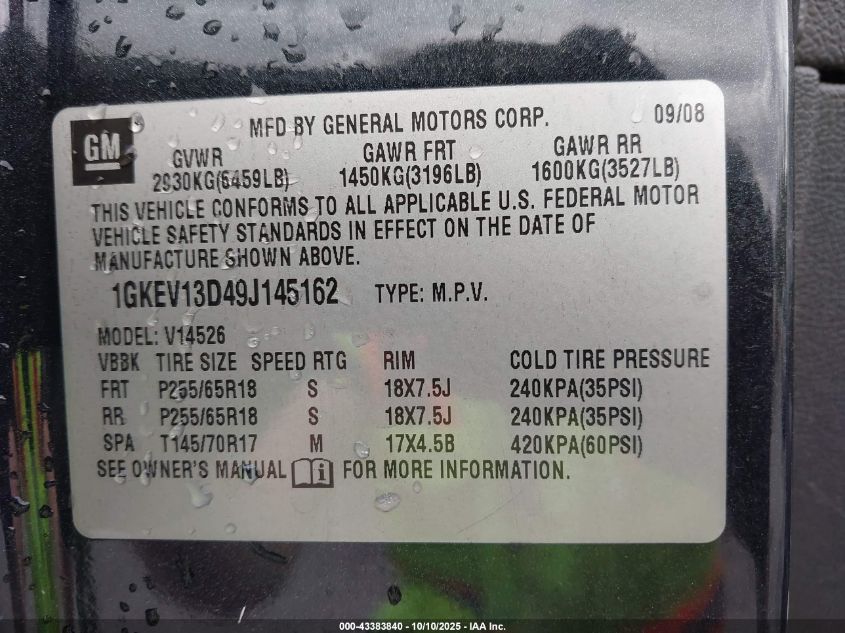 GM
MFD BY GENERAL MOTORS CORP. 09/08
GVWR GAWR FRT GAWR RR
2930KG(6459LB) 1450KG(3196LB) 1600KG(3527LB)
THIS VEHICLE CONFORMS TO ALL APPLICABLE U.S. FEDERAL MOTOR
VEHICLE SAFETY STANDARDS IN EFFECT ON THE DATE OF
MANUFACTURE SHOWN ABOVE.
1GKEV13D49J145162 TYPE: M.P.V.
MODEL: V14526
VBBK TIRE SIZE SPEED RTG RIM COLD TIRE PRESSURE
FRT P255/65R18 S 18X7.5J 240KPA(35PSI)
RR P255/65R18 S 18X7.5J 240KPA(35PSI)
SPA T145/70R17 M 17X4.5B 420KPA(60PSI)
SEE OWNER'S MANUAL i FOR MORE INFORMATION.
000-43383840 - 10/10/2025 - IAA Inc.